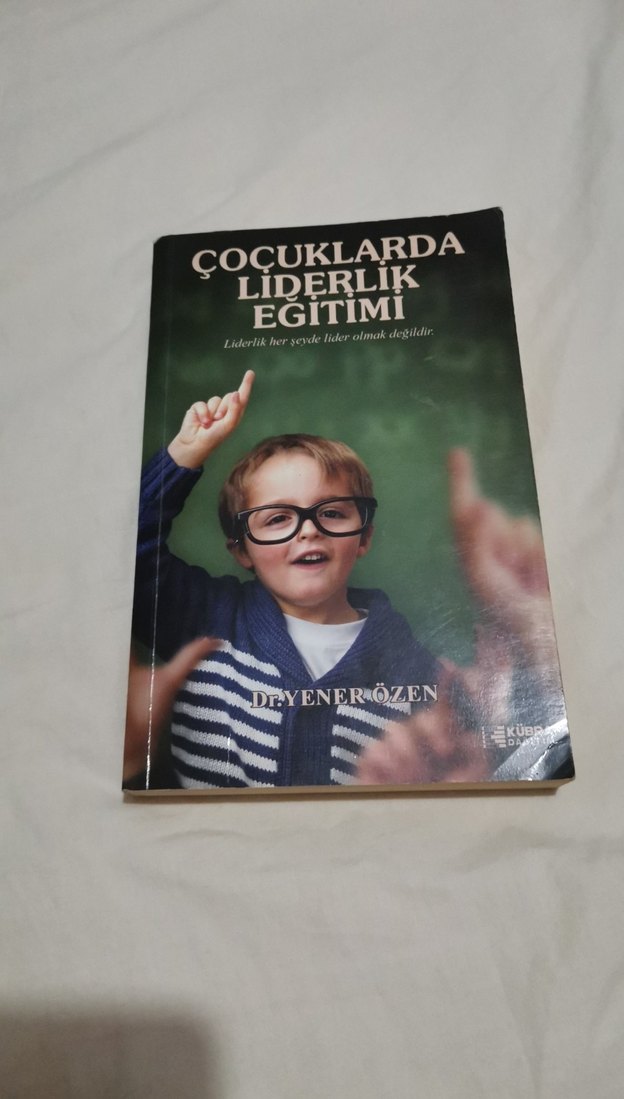 ÇOCUKLARDA
LİDERLİK
EĞİTİMİ
Liderlik her şeyde lider olmak değildir.
Dr.YENER ÖZEN